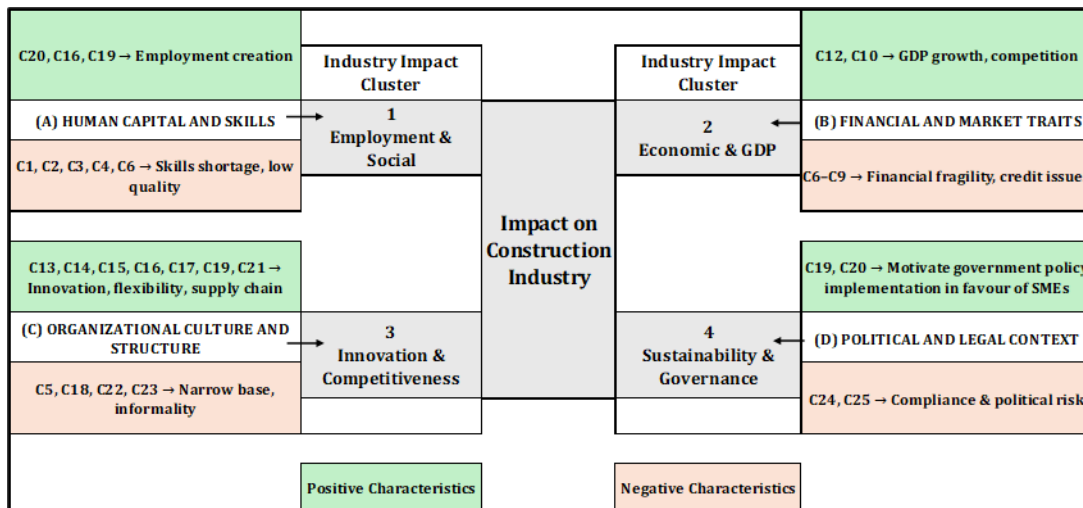 C20, C16, C19 → Employment creation
Industry Impact
Cluster
Industry Impact
Cluster
C12, C10 → GDP growth, competition
(A) HUMAN CAPITAL AND SKILLS
1
Employment &
Social
2
Economic & GDP
(B) FINANCIAL AND MARKET TRAITS
C1, C2, C3, C4, C6 → Skills shortage, low
quality
C6–C9 → Financial fragility, credit issue
Impact on
Construction
Industry
C13, C14, C15, C16, C17, C19, C21 →
Innovation, flexibility, supply chain
C19, C20 → Motivate government policy
implementation in favour of SMEs
(C) ORGANIZATIONAL CULTURE AND
STRUCTURE
3
Innovation &
Competitiveness
4
Sustainability &
Governance
(D) POLITICAL AND LEGAL CONTEXT
C5, C18, C22, C23 → Narrow base,
informality
C24, C25 → Compliance & political risk
Positive Characteristics
Negative Characteristics